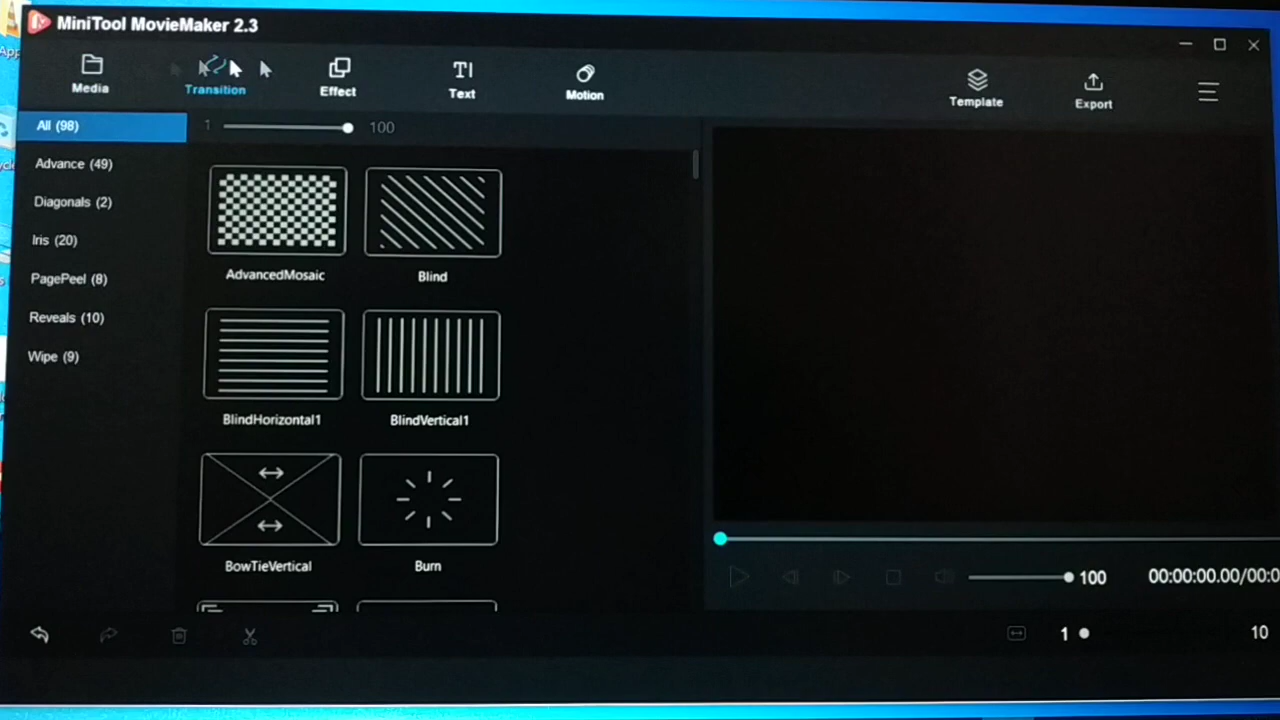 MiniTool MovieMaker 2.3
Media
Transition
Effect
Text
Motion
Template
Export
All (98)
1
100
Advance (49)
Diagonals (2)
Iris (20)
PagePeel (8)
Reveals (10)
Wipe (9)
AdvancedMosaic
Blind
BlindHorizontal1
BlindVertical1
BowTieVertical
Burn
100
00:00:00.00/00:0
1
10